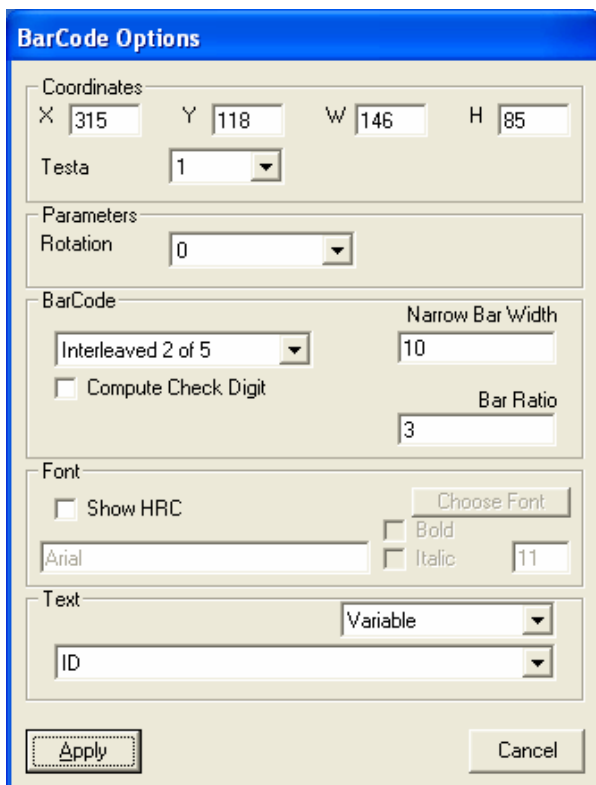 BarCode Options
Coordinates
X 315 Y 118 W 146 H 85
Testa 1
Parameters
Rotation 0
BarCode
Narrow Bar Width
Interleaved 2 of 5 10
Compute Check Digit
Bar Ratio
3
Font
Show HRC Choose Font
Bold
Arial Italic 11
Text
Variable
ID
Apply Cancel